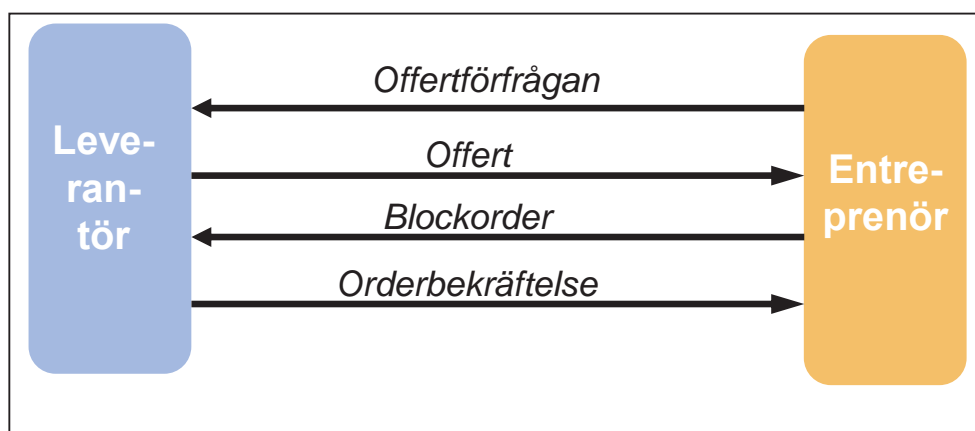 Offertförfrågan
Leve-
ran-
tör
Offert
Entre-
prenör
Blockorder
Orderbekräftelse